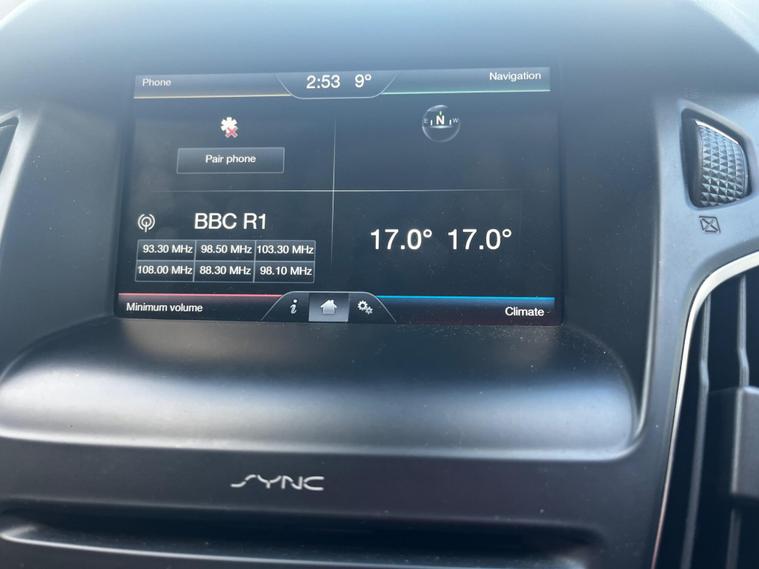 Phone 2:53 9° Navigation
E N W
Pair phone
BBC R1
93.30 MHz 98.50 MHz 103.30 MHz
108.00 MHz 88.30 MHz 98.10 MHz
17.0° 17.0°
Minimum volume i Climate
SYNC